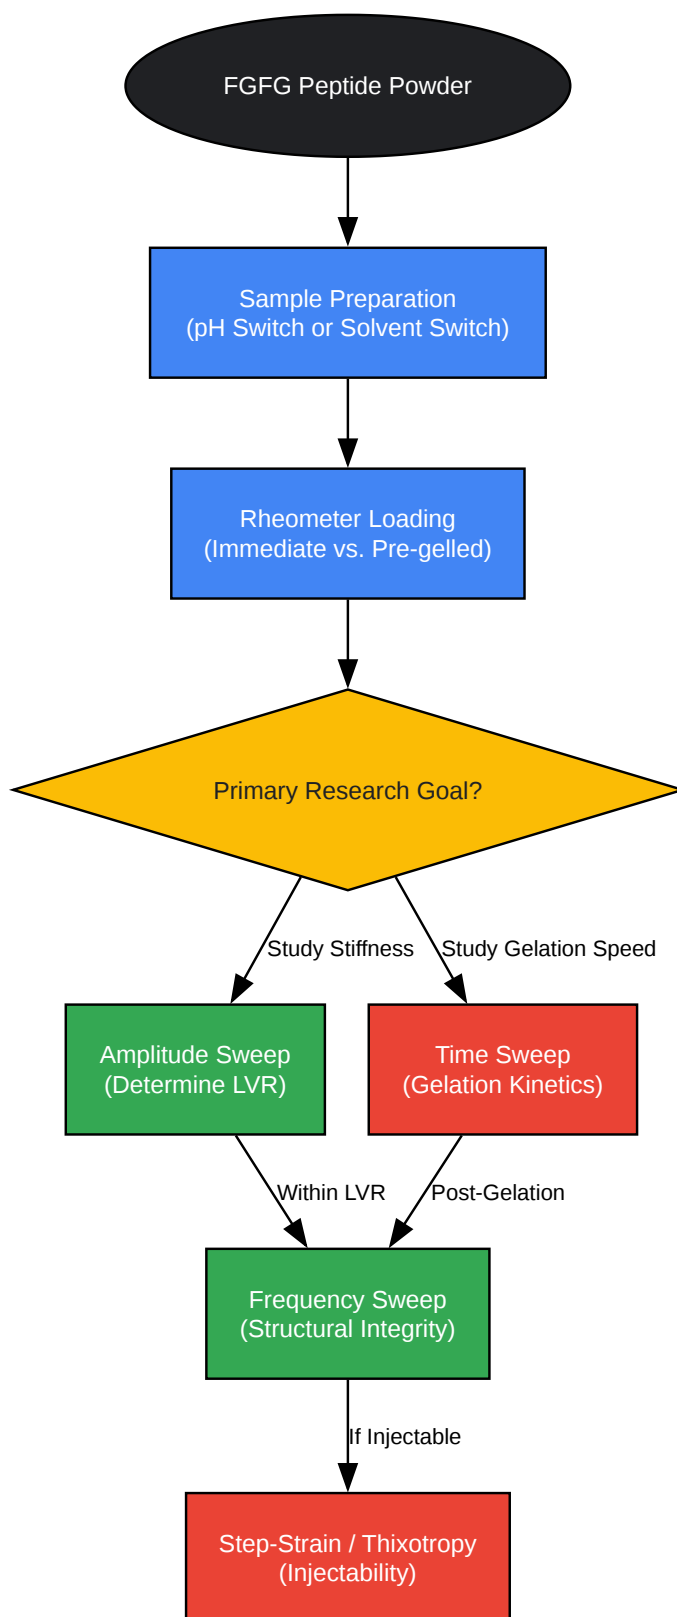 FGFG Peptide Powder
Sample Preparation
(pH Switch or Solvent Switch)
Rheometer Loading
(Immediate vs. Pre-gelled)
Primary Research Goal?
Study Stiffness
Study Gelation Speed
Amplitude Sweep
(Determine LVR)
Time Sweep
(Gelation Kinetics)
Within LVR
Post-Gelation
Frequency Sweep
(Structural Integrity)
If Injectable
Step-Strain / Thixotropy
(Injectability)